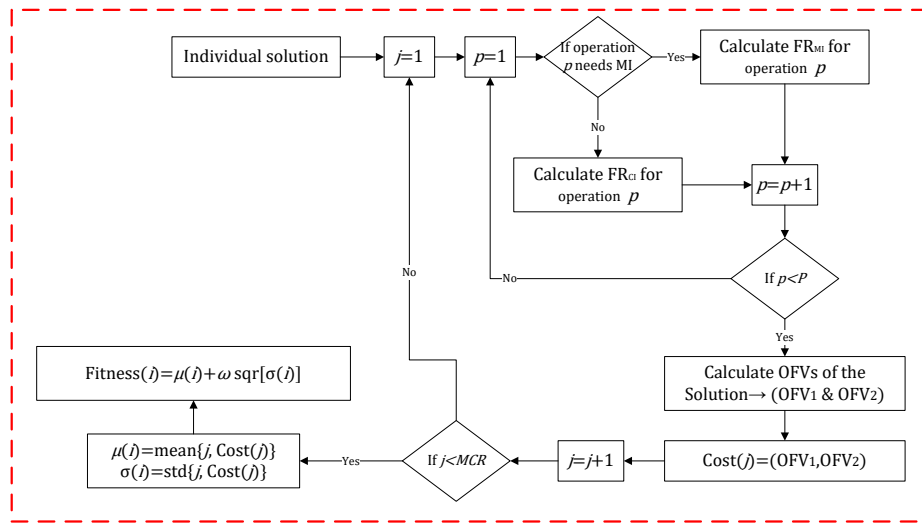 Individual solution
j=1
p=1
If operation
p needs MI
Yes
Calculate FRMI for
operation p
No
Calculate FRCI for
operation p
p=p+1
If p<P
No
Yes
No
Calculate OFVs of the
Solution→ (OFV1 & OFV2)
Cost(j)=(OFV1,OFV2)
j=j+1
If j<MCR
Yes
μ(i)=mean{j, Cost(j)}
σ(i)=std{j, Cost(j)}
Fitness(i)=μ(i)+ω sqr[σ(i)]